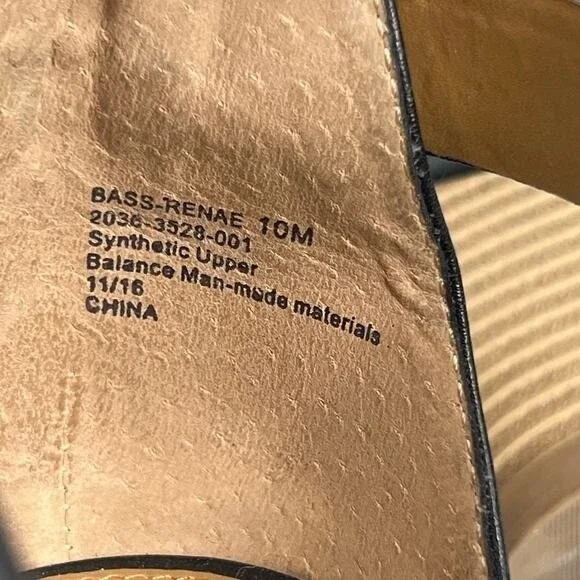 BASS-RENAE 10M
2036-3528-001
Synthetic Upper
Balance Man-made materials
11/16
CHINA